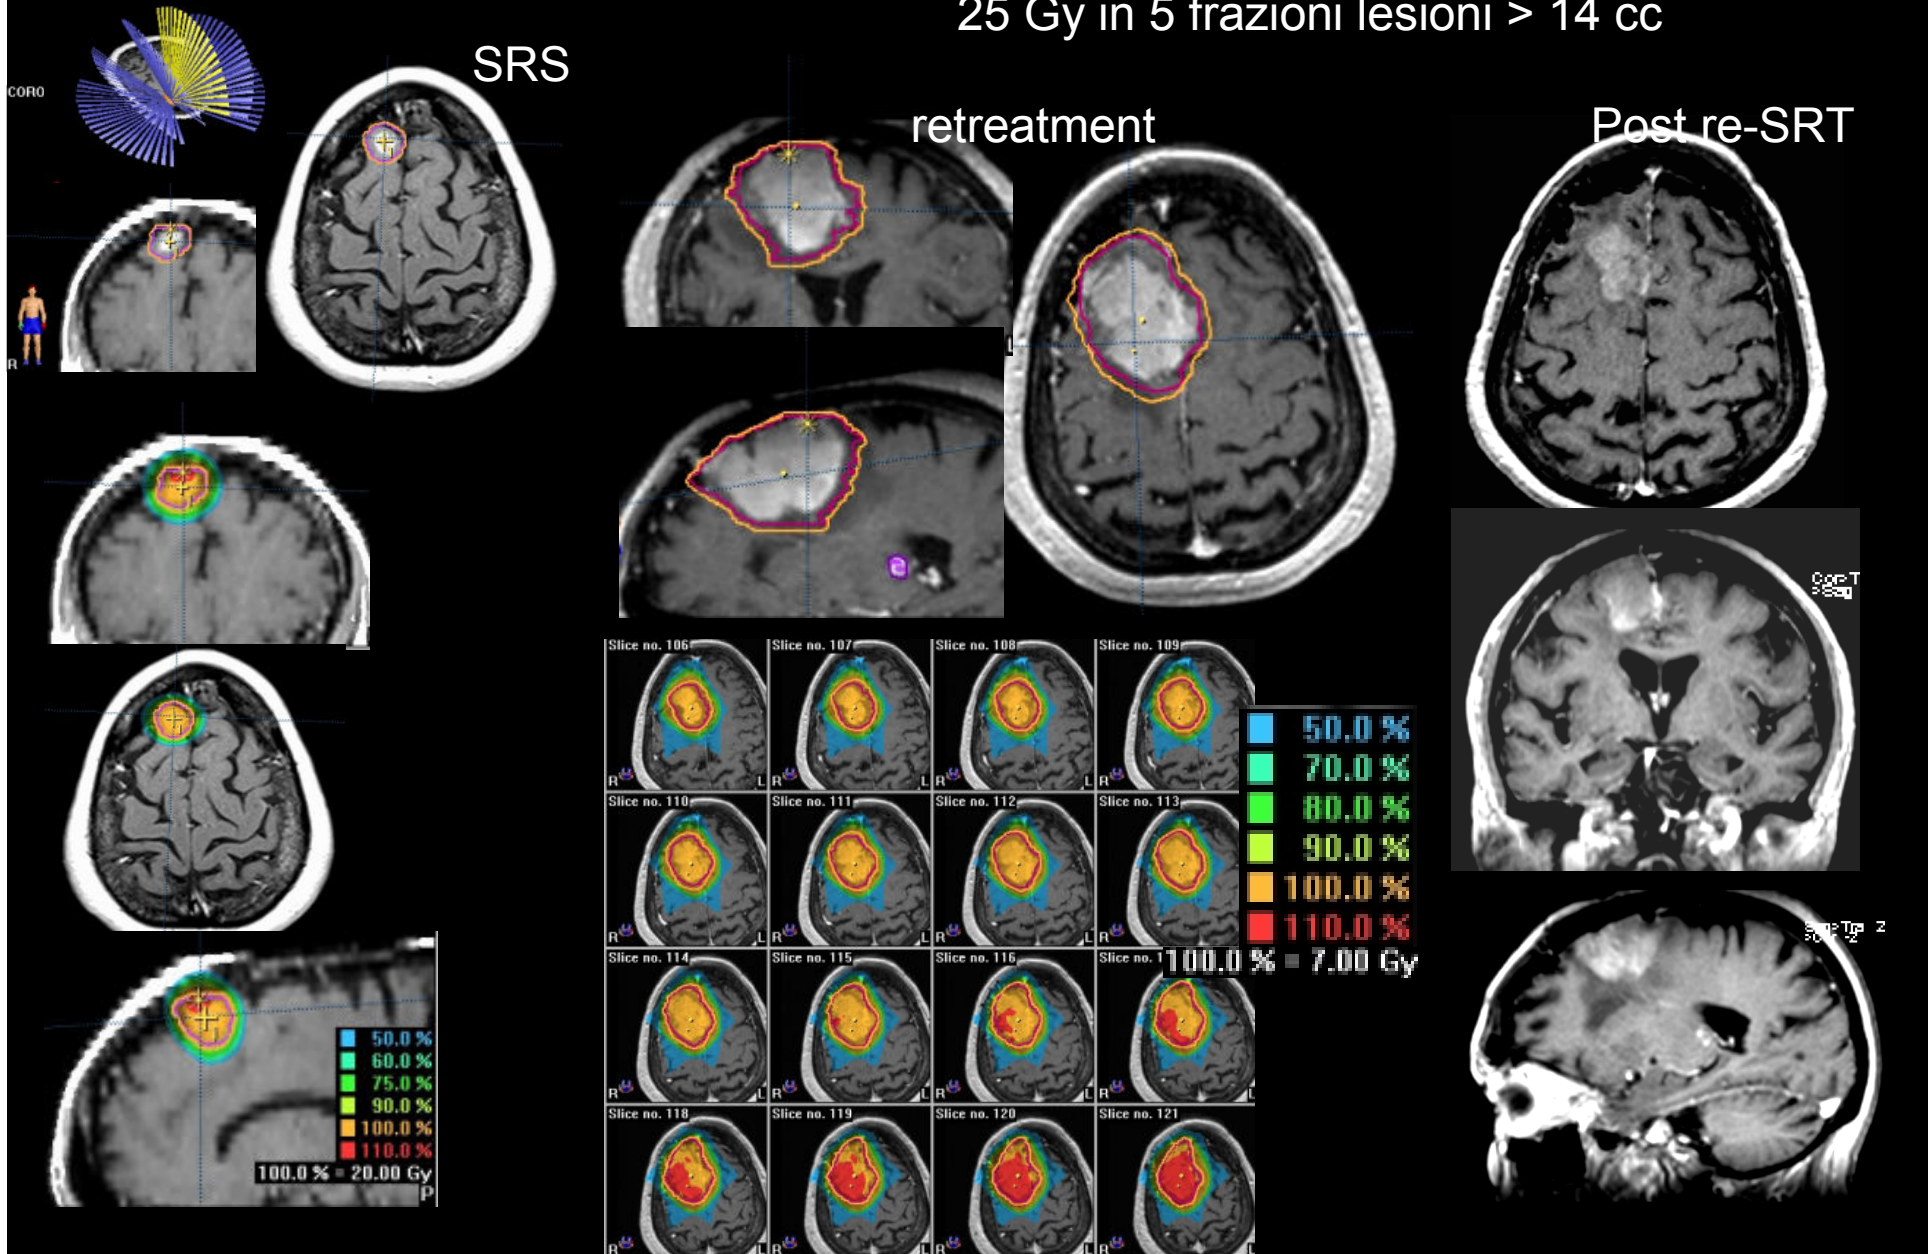 25 Gy in 5 frazioni lesioni > 14 cc
SRS
CORO
R
retreatment
Post re-SRT
50.0 %
60.0 %
75.0 %
90.0 %
100.0 %
110.0 %
100.0 % = 20.00 Gy
P
Slice no. 106
Slice no. 107
Slice no. 108
Slice no. 109
R L
R L
R L
R
Slice no. 110
Slice no. 111
Slice no. 112
Slice no. 113
R L
R L
R L
R L
Slice no. 114
Slice no. 115
Slice no. 116
Slice no. 1
R L
R L
R L
R L
Slice no. 118
Slice no. 119
Slice no. 120
Slice no. 121
R L
R L
R L
R L
50.0 %
70.0 %
80.0 %
90.0 %
100.0 %
110.0 %
100.0 % = 7.00 Gy